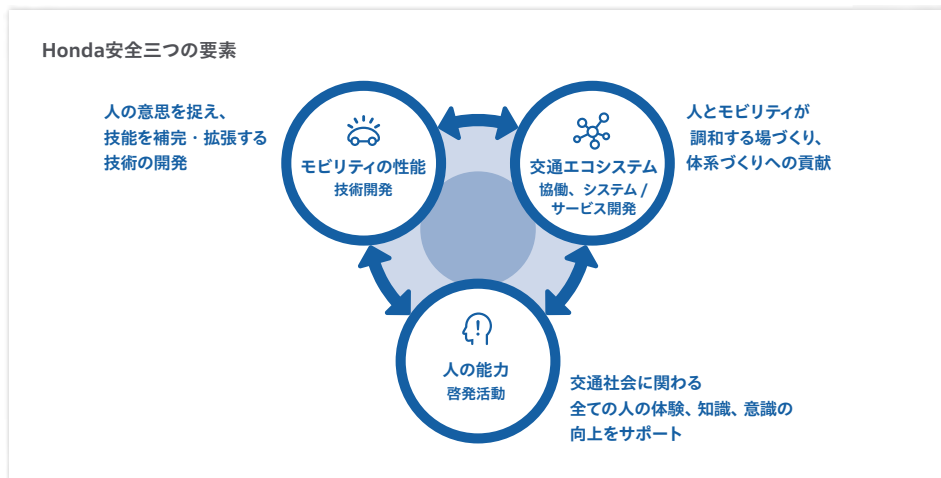 Honda安全三つの要素
人の意思を捉え、
技能を補完・拡張する
技術の開発
モビリティの性能
技術開発
交通エコシステム
協働、システム /
サービス開発
人とモビリティが
調和する場づくり、
体系づくりへの貢献
人の能力
啓発活動
交通社会に関わる
全ての人の体験、知識、意識の
向上をサポート